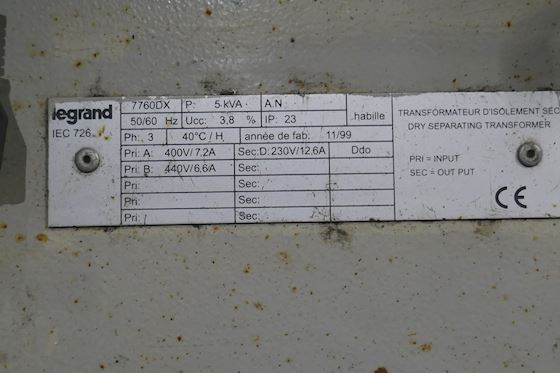 legrand 7760DX P: 5 kVA A.N
IEC 726 50/60 Hz Ucc: 3,8 % IP: 23 habille
Ph: 3 40°C / H année de fab: 11/99
Pri: A: 400V/7,2A Sec: D: 230V/12,6A Ddo
Pri: B: 440V/6,6A Sec:
Pri: Sec:
Pri: Sec:
Pri: Sec:
TRANSFORMATEUR D'ISOLEMENT SEC
DRY SEPARATING TRANSFORMER
PRI = INPUT
SEC = OUT PUT
CE